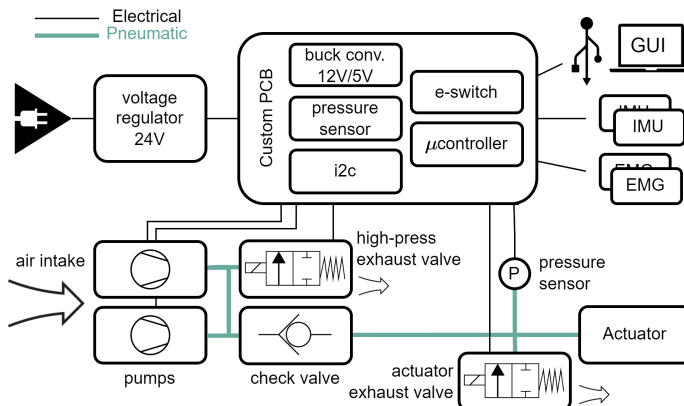 Electrical
Pneumatic
voltage
regulator
24V
Custom PCB
buck conv.
12V/5V
pressure
sensor
i2c
e-switch
μcontroller
GUI
IMU
IMU
EMG
EMG
air intake
high-press
exhaust valve
P
pressure
sensor
Actuator
pumps
check valve
actuator
exhaust valve